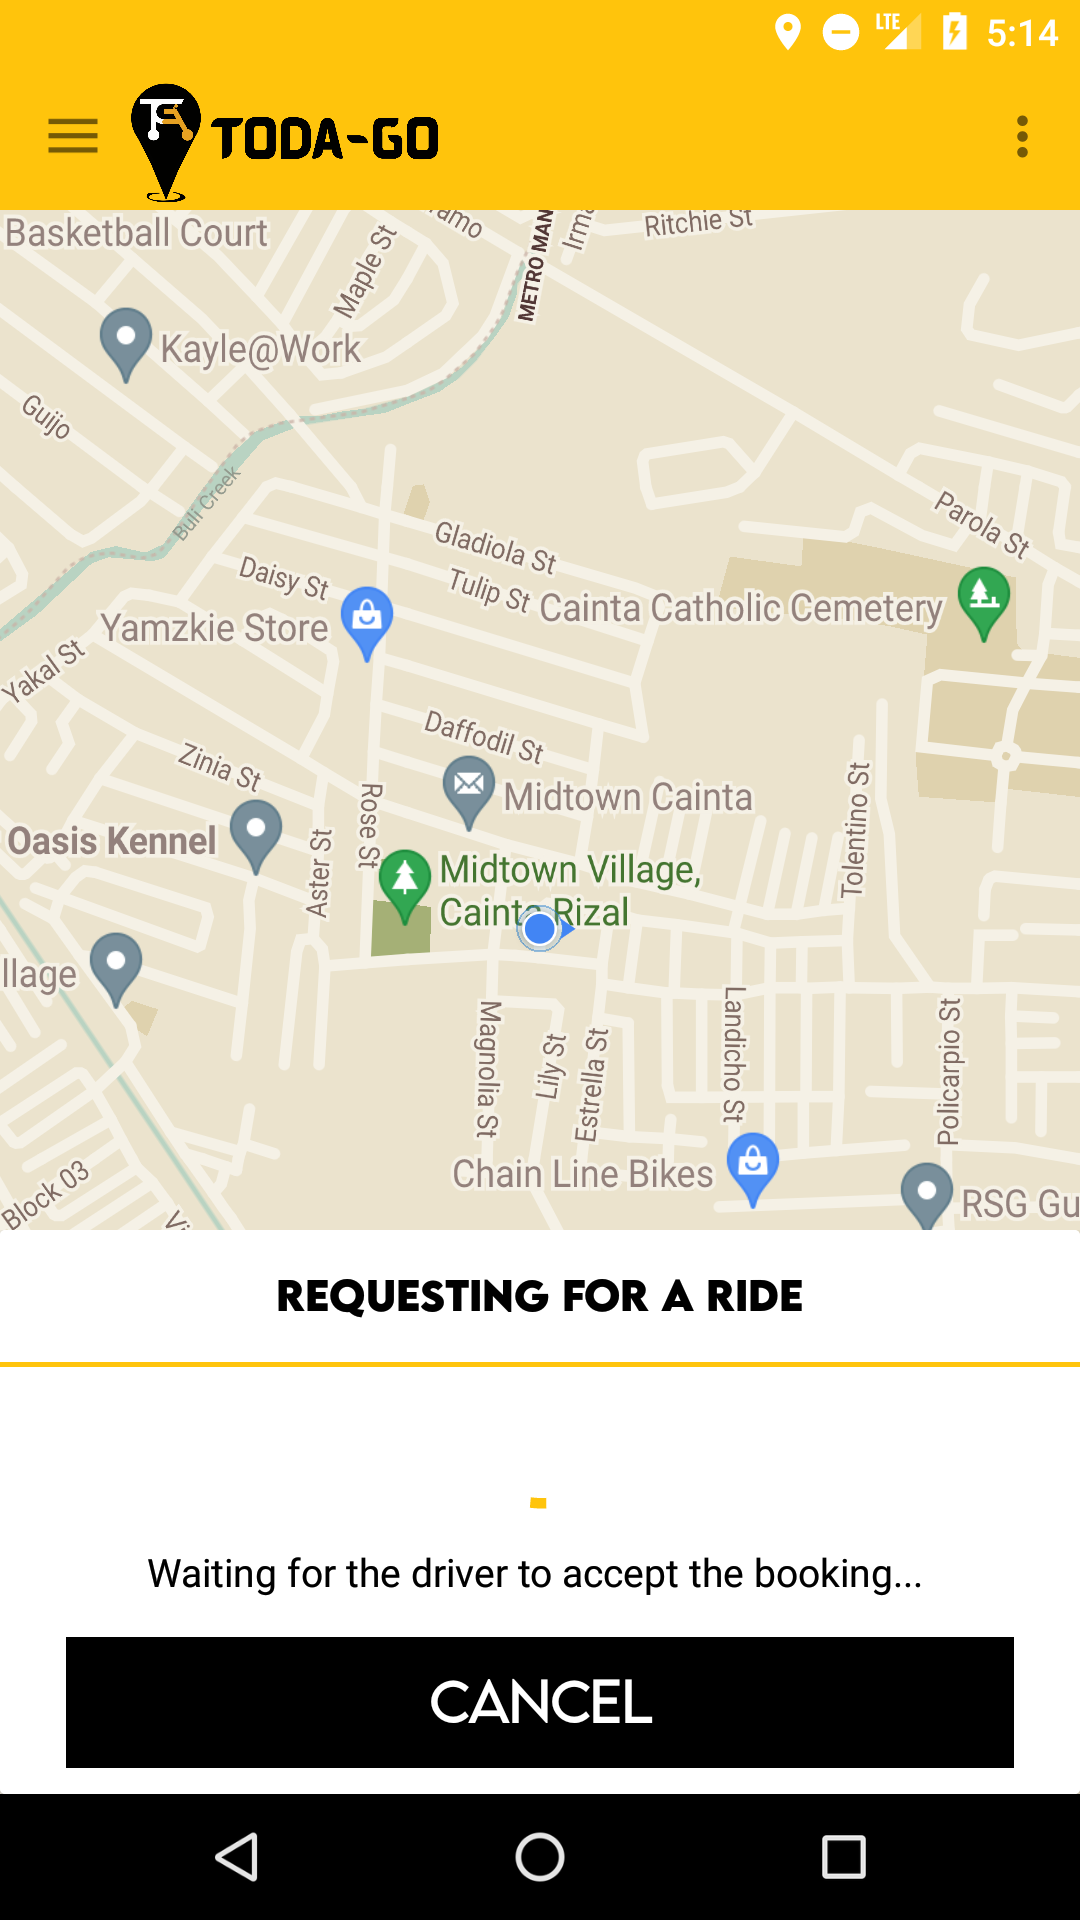 LTE 5:14
TODA-GO
Basketball Court
Maple St
METRO MAN
Ritchie St
Kayle@Work
Guijo
Buli Creek
Gladiola St
Parola St
Daisy St
Tulip St
Cainta Catholic Cemetery
Yamzkie Store
Yakal St
Daffodil St
Zinia St
Midtown Cainta
Rose St
Tolentino St
Oasis Kennel
Aster St
Midtown Village,
Cainta Rizal
llage
Magnolia St
Lily St
Estrella St
Landicho St
Policarpio St
Chain Line Bikes
Block 03
RSG Gu
REQUESTING FOR A RIDE
Waiting for the driver to accept the booking...
CANCEL